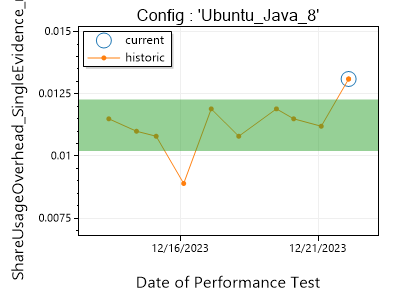 Config : 'Ubuntu_Java_8'
current
historic
0.015
0.0125
0.01
0.0075
ShareUsageOverhead_SingleEvidence_
12/16/2023
12/21/2023
Date of Performance Test